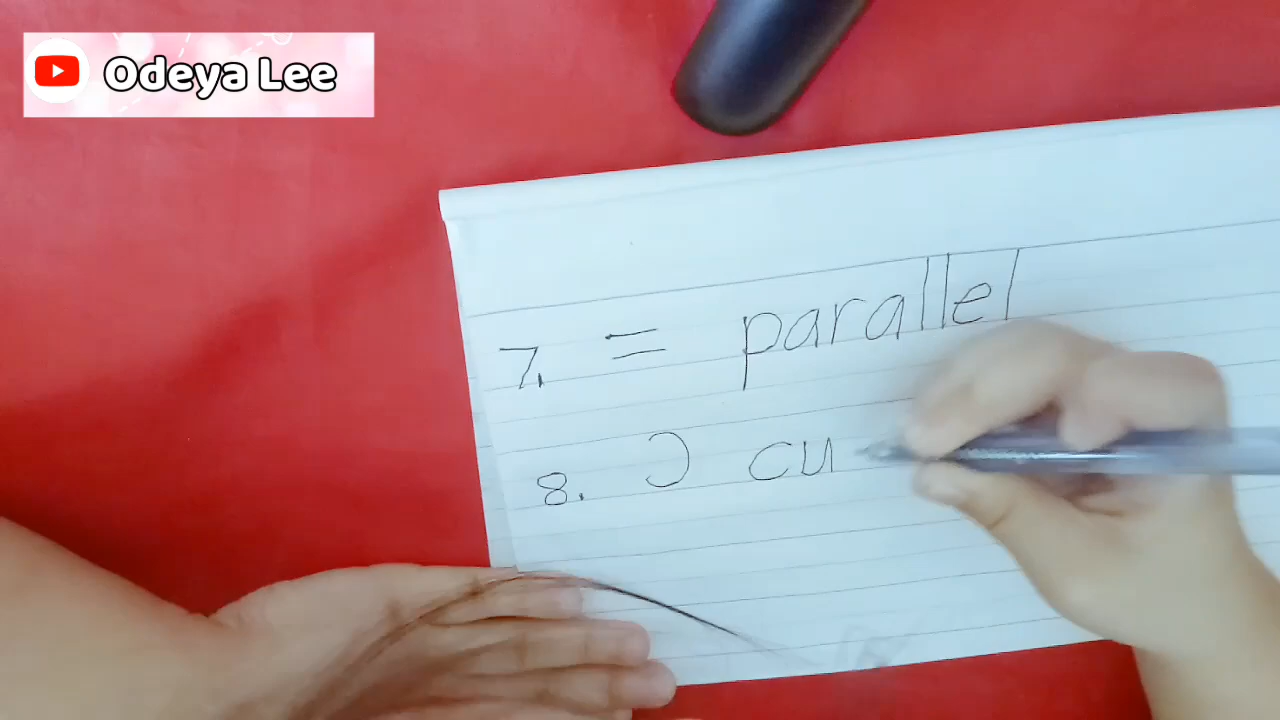 Odeya Lee
7. = parallel
8. Ɔ cu